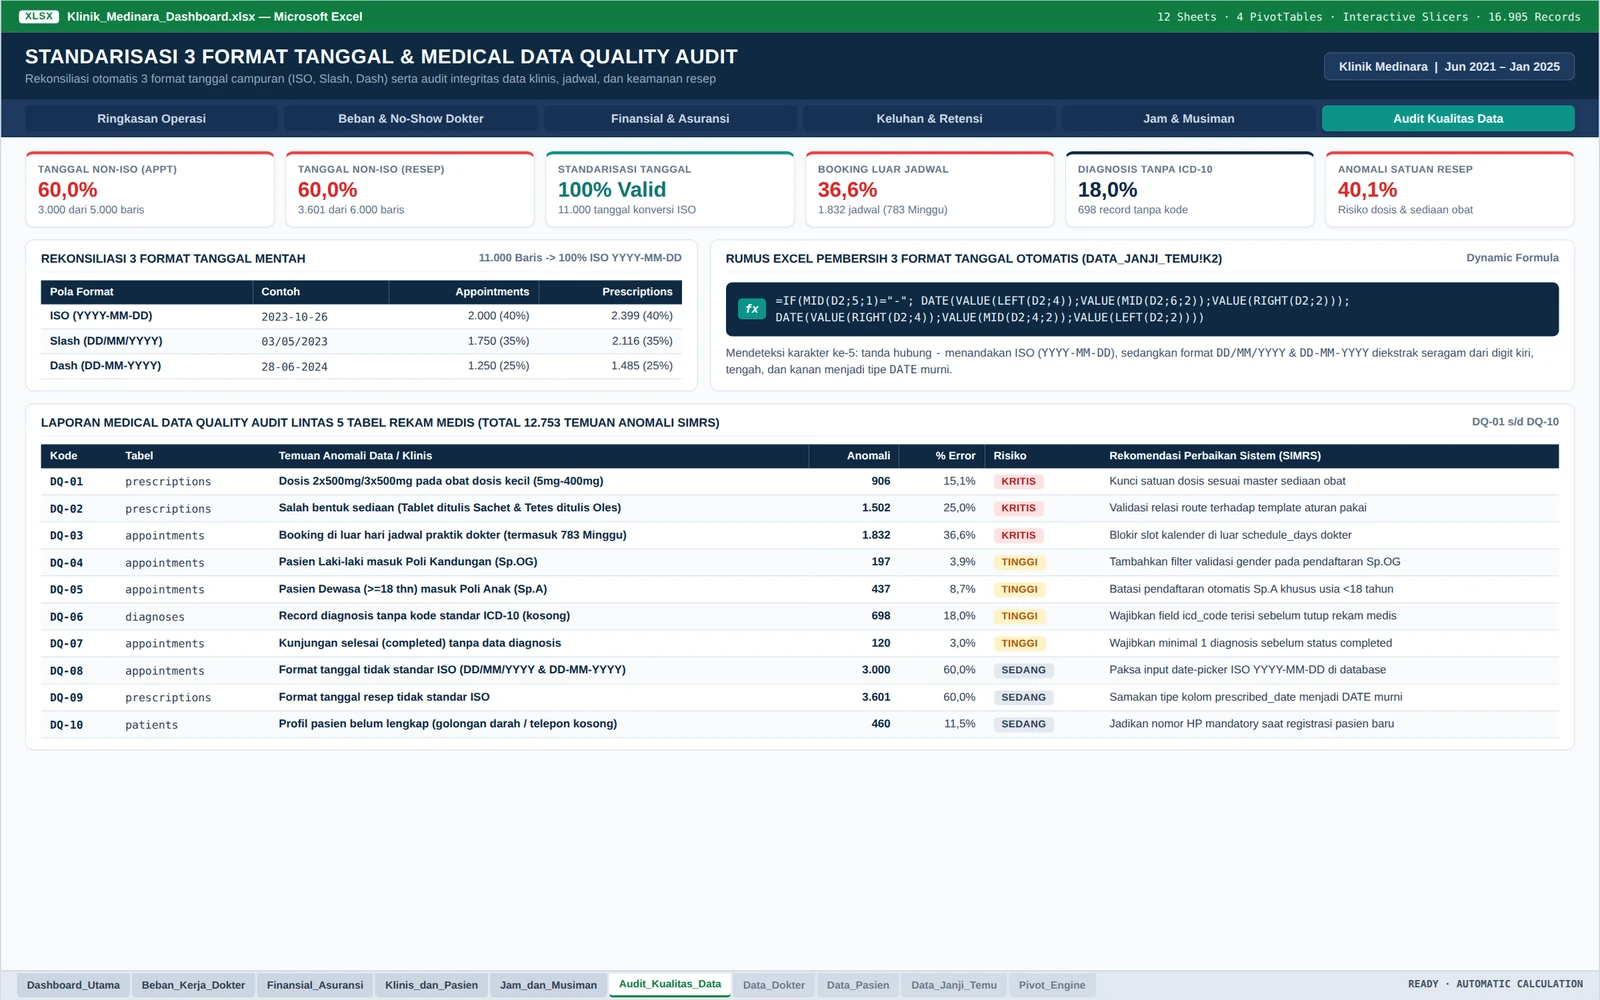 XLSX Klinik_Medinara_Dashboard.xlsx — Microsoft Excel
12 Sheets · 4 PivotTables · Interactive Slicers · 16.905 Records
STANDARISASI 3 FORMAT TANGGAL & MEDICAL DATA QUALITY AUDIT
Rekonsiliasi otomatis 3 format tanggal campuran (ISO, Slash, Dash) serta audit integritas data klinis, jadwal, dan keamanan resep
Klinik Medinara | Jun 2021 – Jan 2025
Ringkasan Operasi
Beban & No-Show Dokter
Finansial & Asuransi
Keluhan & Retensi
Jam & Musiman
Audit Kualitas Data
TANGGAL NON-ISO (APPT)
60,0%
3.000 dari 5.000 baris
TANGGAL NON-ISO (RESEP)
60,0%
3.601 dari 6.000 baris
STANDARISASI TANGGAL
100% Valid
11.000 tanggal konversi ISO
BOOKING LUAR JADWAL
36,6%
1.832 jadwal (783 Minggu)
DIAGNOSIS TANPA ICD-10
18,0%
698 record tanpa kode
ANOMALI SATUAN RESEP
40,1%
Risiko dosis & sediaan obat
REKONSILIASI 3 FORMAT TANGGAL MENTAH
11.000 Baris -> 100% ISO YYYY-MM-DD
Pola Format Contoh Appointments Prescriptions
ISO (YYYY-MM-DD) 2023-10-26 2.000 (40%) 2.399 (40%)
Slash (DD/MM/YYYY) 03/05/2023 1.750 (35%) 2.116 (35%)
Dash (DD-MM-YYYY) 28-06-2024 1.250 (25%) 1.485 (25%)
RUMUS EXCEL PEMBERSIH 3 FORMAT TANGGAL OTOMATIS (DATA_JANJI_TEMU!K2)
Dynamic Formula
fx
=IF(MID(D2;5;1)="-"; DATE(VALUE(LEFT(D2;4));VALUE(MID(D2;6;2));VALUE(RIGHT(D2;2)));
DATE(VALUE(RIGHT(D2;4));VALUE(MID(D2;4;2));VALUE(LEFT(D2;2))))
Mendeteksi karakter ke-5: tanda hubung - menandakan ISO (YYYY-MM-DD), sedangkan format DD/MM/YYYY & DD-MM-YYYY diekstrak seragam dari digit kiri,
tengah, dan kanan menjadi tipe DATE murni.
LAPORAN MEDICAL DATA QUALITY AUDIT LINTAS 5 TABEL REKAM MEDIS (TOTAL 12.753 TEMUAN ANOMALI SIMRS)
DQ-01 s/d DQ-10
Kode Tabel Temuan Anomali Data / Klinis Anomali % Error Risiko Rekomendasi Perbaikan Sistem (SIMRS)
DQ-01 prescriptions Dosis 2x500mg/3x500mg pada obat dosis kecil (5mg-400mg) 906 15,1% KRITIS Kunci satuan dosis sesuai master sediaan obat
DQ-02 prescriptions Salah bentuk sediaan (Tablet ditulis Sachet & Tetes ditulis Oles) 1.502 25,0% KRITIS Validasi relasi route terhadap template aturan pakai
DQ-03 appointments Booking di luar hari jadwal praktik dokter (termasuk 783 Minggu) 1.832 36,6% KRITIS Blokir slot kalender di luar schedule_days dokter
DQ-04 appointments Pasien Laki-laki masuk Poli Kandungan (Sp.OG) 197 3,9% TINGGI Tambahkan filter validasi gender pada pendaftaran Sp.OG
DQ-05 appointments Pasien Dewasa (>=18 thn) masuk Poli Anak (Sp.A) 437 8,7% TINGGI Batasi pendaftaran otomatis Sp.A khusus usia <18 tahun
DQ-06 diagnoses Record diagnosis tanpa kode standar ICD-10 (kosong) 698 18,0% TINGGI Wajibkan field icd_code terisi sebelum tutup rekam medis
DQ-07 appointments Kunjungan selesai (completed) tanpa data diagnosis 120 3,0% TINGGI Wajibkan minimal 1 diagnosis sebelum status completed
DQ-08 appointments Format tanggal tidak standar ISO (DD/MM/YYYY & DD-MM-YYYY) 3.000 60,0% SEDANG Paksa input date-picker ISO YYYY-MM-DD di database
DQ-09 prescriptions Format tanggal resep tidak standar ISO 3.601 60,0% SEDANG Samakan tipe kolom prescribed_date menjadi DATE murni
DQ-10 patients Profil pasien belum lengkap (golongan darah / telepon kosong) 460 11,5% SEDANG Jadikan nomor HP mandatory saat registrasi pasien baru
Dashboard_Utama Beban_Kerja_Dokter Finansial_Asuransi Klinis_dan_Pasien Jam_dan_Musiman Audit_Kualitas_Data Data_Dokter Data_Pasien Data_Janji_Temu Pivot_Engine
READY · AUTOMATIC CALCULATION